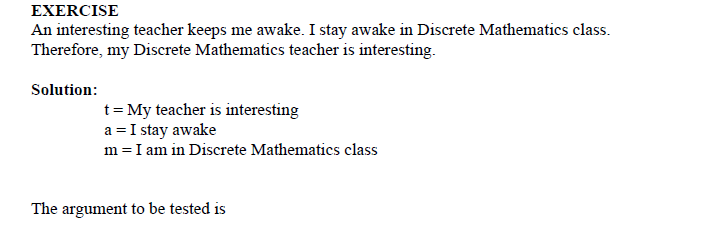 EXERCISE
An interesting teacher keeps me awake. I stay awake in Discrete Mathematics class.
Therefore, my Discrete Mathematics teacher is interesting.
Solution:
t = My teacher is interesting
a = I stay awake
m = I am in Discrete Mathematics class
The argument to be tested is